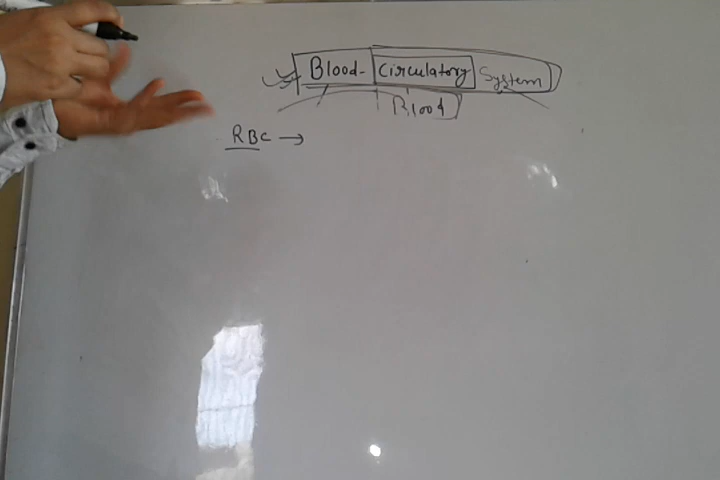 Blood- Circulatory System
Blood
RBC →